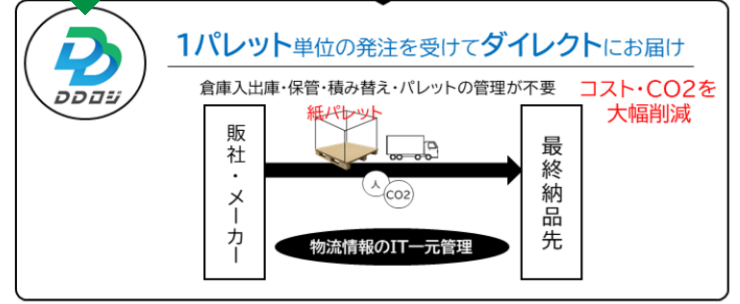 1パレット単位の発注を受けてダイレクトにお届け
倉庫入出庫・保管・積み替え・パレットの管理が不要
コスト・CO2を
大幅削減
DDロジ
紙パレット
販社・メーカー
人
CO2
最終納品先
物流情報のIT一元管理